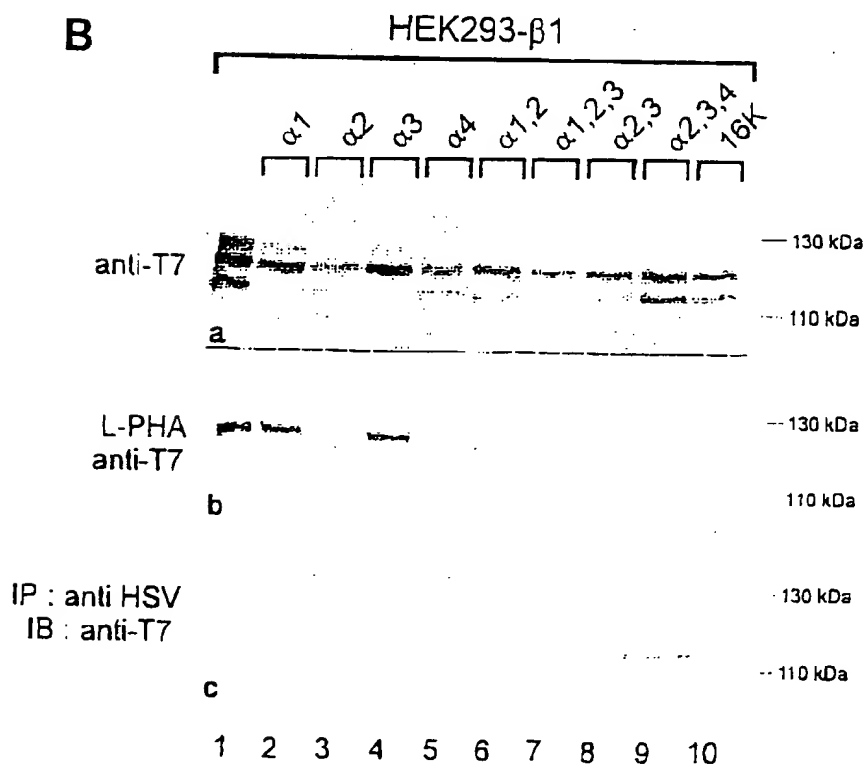 B
HEK293-β1
α1 α2 α3 α4 α1,2 α1,2,3 α2,3 α2,3,4 16K
anti-T7
130 kDa
110 kDa
a
L-PHA
anti-T7
130 kDa
110 kDa
b
IP : anti HSV
IB : anti-T7
130 kDa
110 kDa
c
1 2 3 4 5 6 7 8 9 10